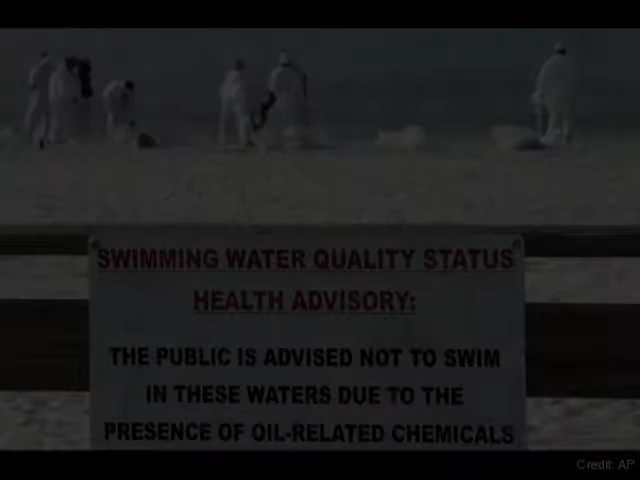 SWIMMING WATER QUALITY STATUS
HEALTH ADVISORY:
THE PUBLIC IS ADVISED NOT TO SWIM
IN THESE WATERS DUE TO THE
PRESENCE OF OIL-RELATED CHEMICALS
Credit: AP